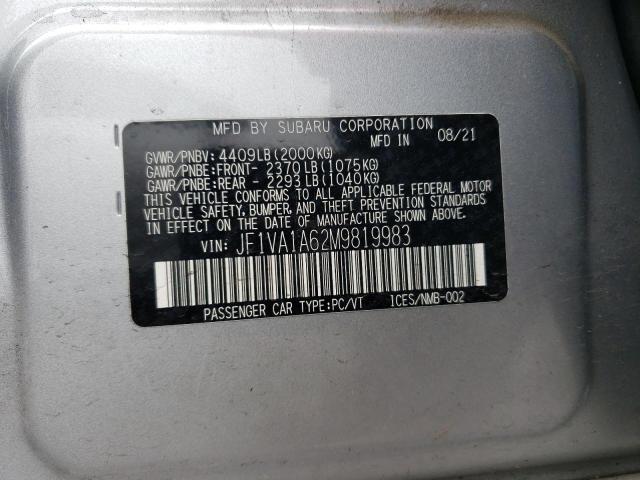 MFD BY SUBARU CORPORATION
MFD IN 08/21
GVWR/PNBV: 4409LB(2000KG)
GAWR/PNBE:FRONT- 2370LB(1075KG)
GAWR/PNBE:REAR - 2293LB(1040KG)
THIS VEHICLE CONFORMS TO ALL APPLICABLE FEDERAL MOTOR
VEHICLE SAFETY, BUMPER, AND THEFT PREVENTION STANDARDS
IN EFFECT ON THE DATE OF MANUFACTURE SHOWN ABOVE.
VIN: JF1VA1A62M9819983
PASSENGER CAR TYPE:PC/VT ICES/NMB-002